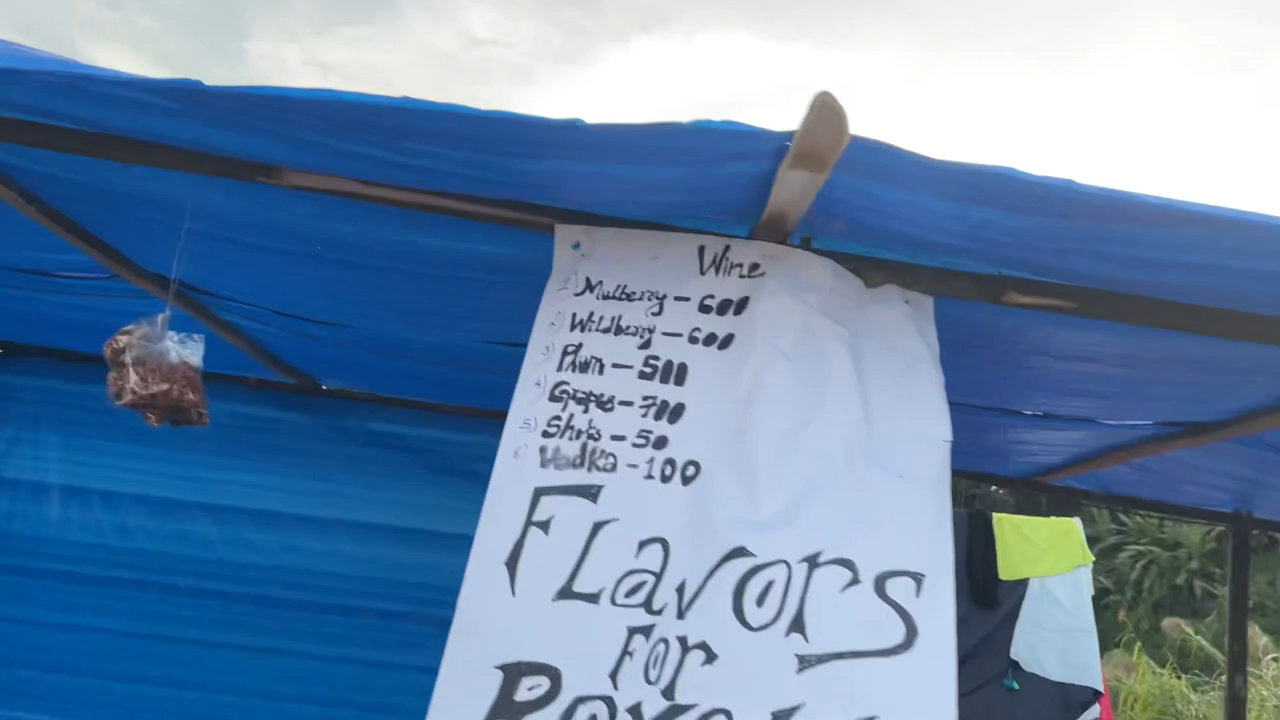 Wine
1) Mulberry - 600
2) Wildberry - 600
3) Plum - 500
4) Grapes - 700
5) Shots - 50
6) Vadka - 100
FLavors
For